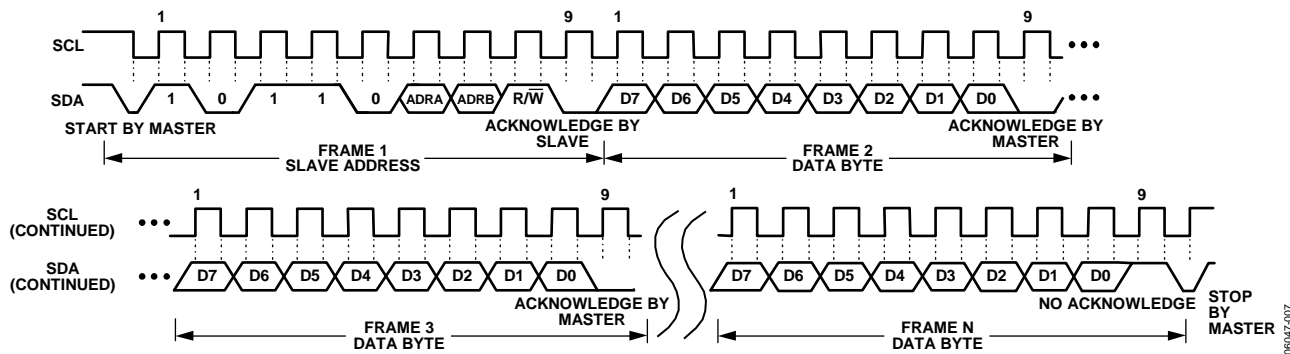 1 9 1 9
SCL
SDA 1 0 1 1 0 ADRA ADRB R/W̅ D7 D6 D5 D4 D3 D2 D1 D0
START BY MASTER ACKNOWLEDGE BY SLAVE ACKNOWLEDGE BY MASTER
FRAME 1 SLAVE ADDRESS FRAME 2 DATA BYTE
1 9 1 9
SCL (CONTINUED)
SDA (CONTINUED) D7 D6 D5 D4 D3 D2 D1 D0 D7 D6 D5 D4 D3 D2 D1 D0
ACKNOWLEDGE BY MASTER NO ACKNOWLEDGE STOP BY MASTER
FRAME 3 DATA BYTE FRAME N DATA BYTE
06047-007